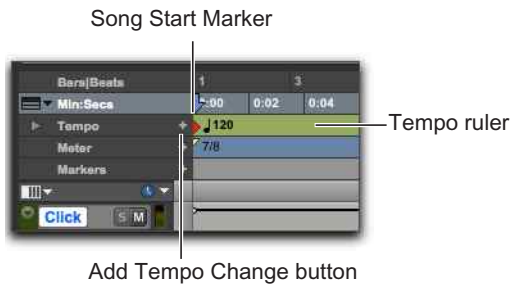 Song Start Marker
Bars|Beats 1 3
Min:Secs :00 0:02 0:04
Tempo + 120
Tempo ruler
Meter + 7/8
Markers +
Click S M
Add Tempo Change button